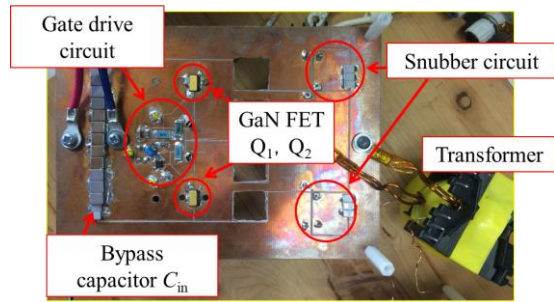 Gate drive
circuit
Snubber circuit
GaN FET
Q₁, Q₂
Transformer
Bypass
capacitor Cᵢₙ